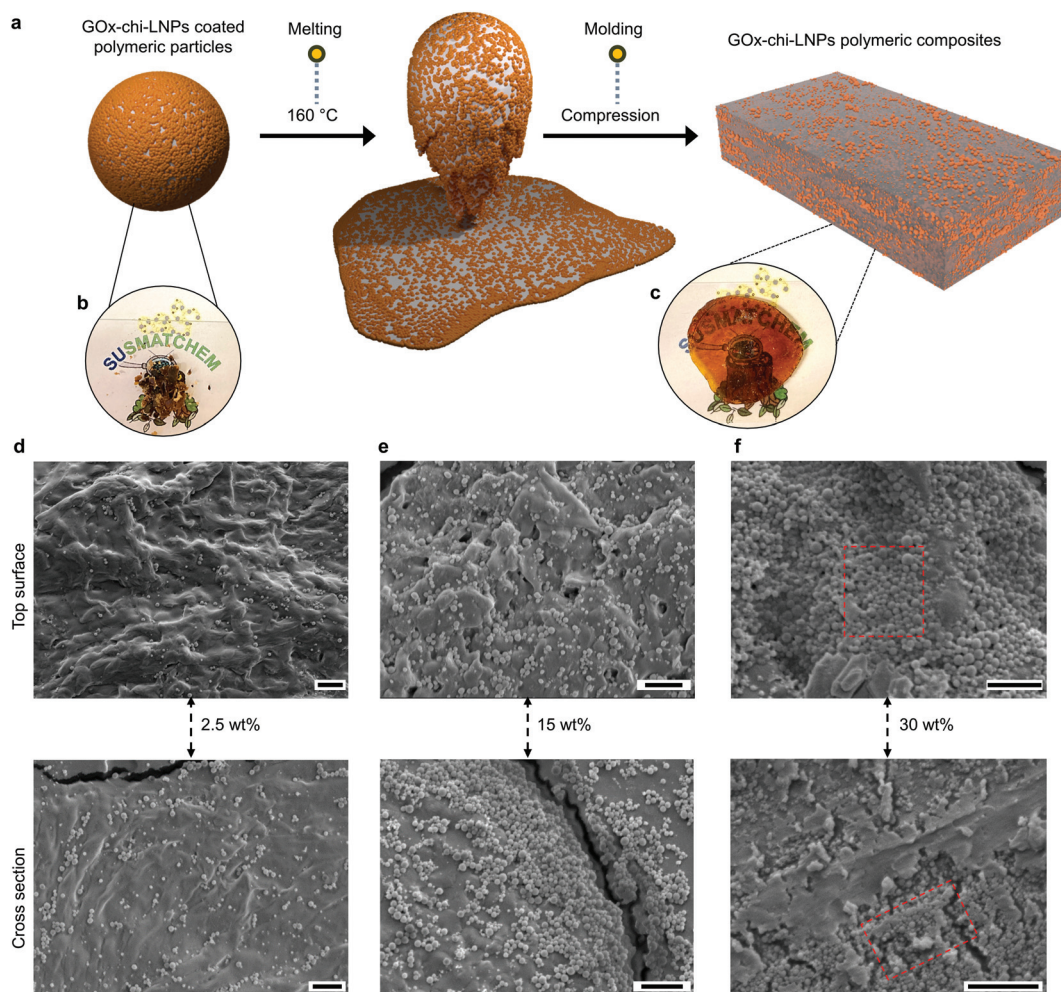 a
GOx-chi-LNPs coated
polymeric particles
Melting
160 °C
Molding
Compression
GOx-chi-LNPs polymeric composites
b
SUSMATCHEM
c
SUSMATCHEM
d
e
f
Top surface
2.5 wt%
15 wt%
30 wt%
Cross section